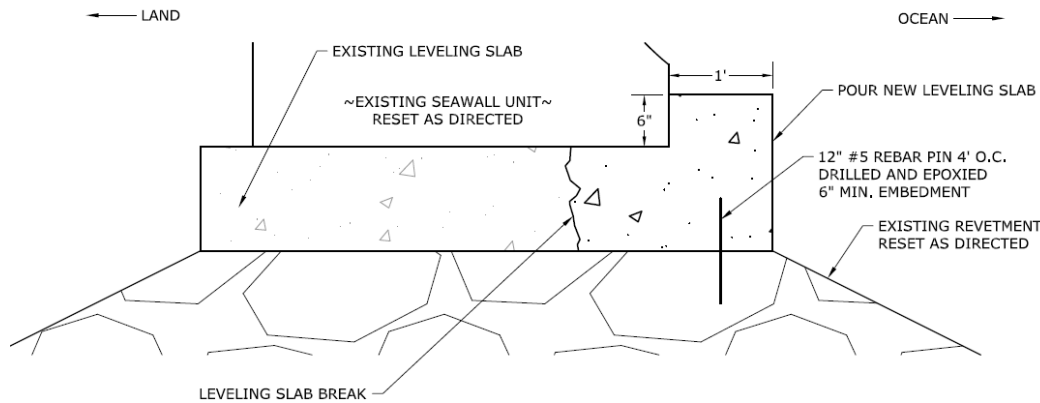 LAND
OCEAN
EXISTING LEVELING SLAB
1'
~EXISTING SEAWALL UNIT~
RESET AS DIRECTED
6"
POUR NEW LEVELING SLAB
12" #5 REBAR PIN 4' O.C.
DRILLED AND EPOXIED
6" MIN. EMBEDMENT
EXISTING REVETMENT
RESET AS DIRECTED
LEVELING SLAB BREAK